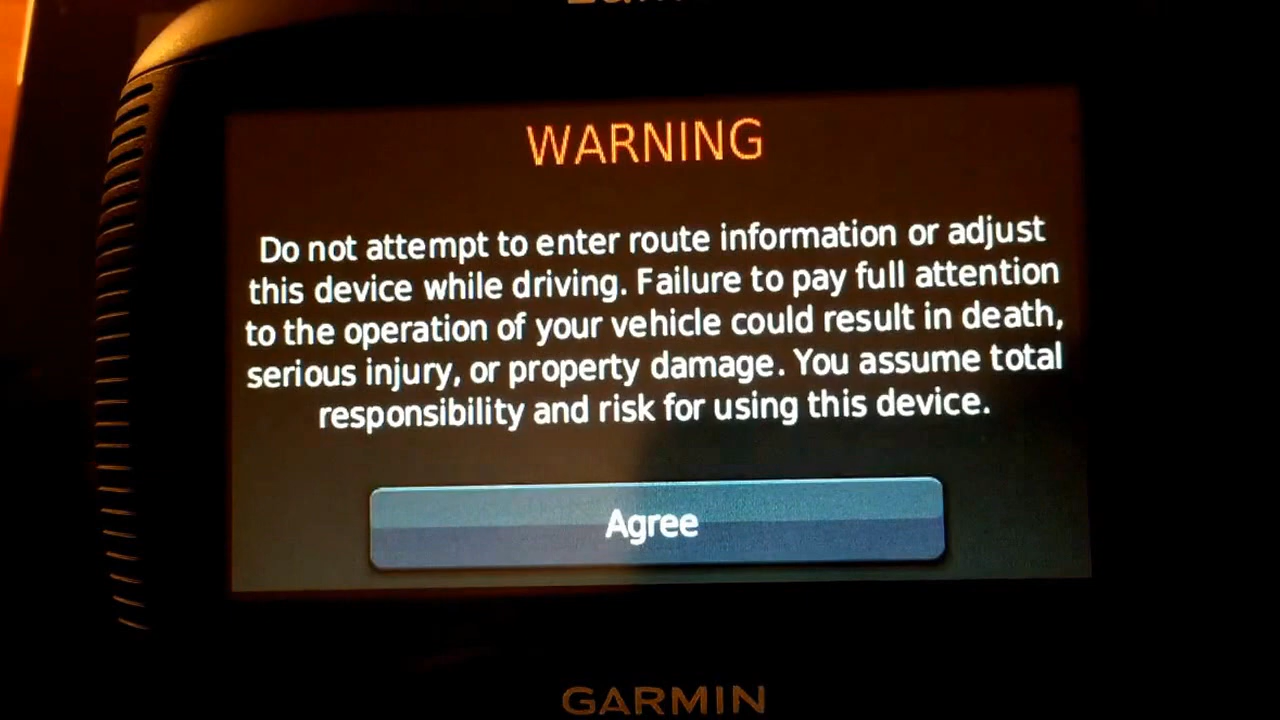 WARNING
Do not attempt to enter route information or adjust
this device while driving. Failure to pay full attention
to the operation of your vehicle could result in death,
serious injury, or property damage. You assume total
responsibility and risk for using this device.
Agree
GARMIN